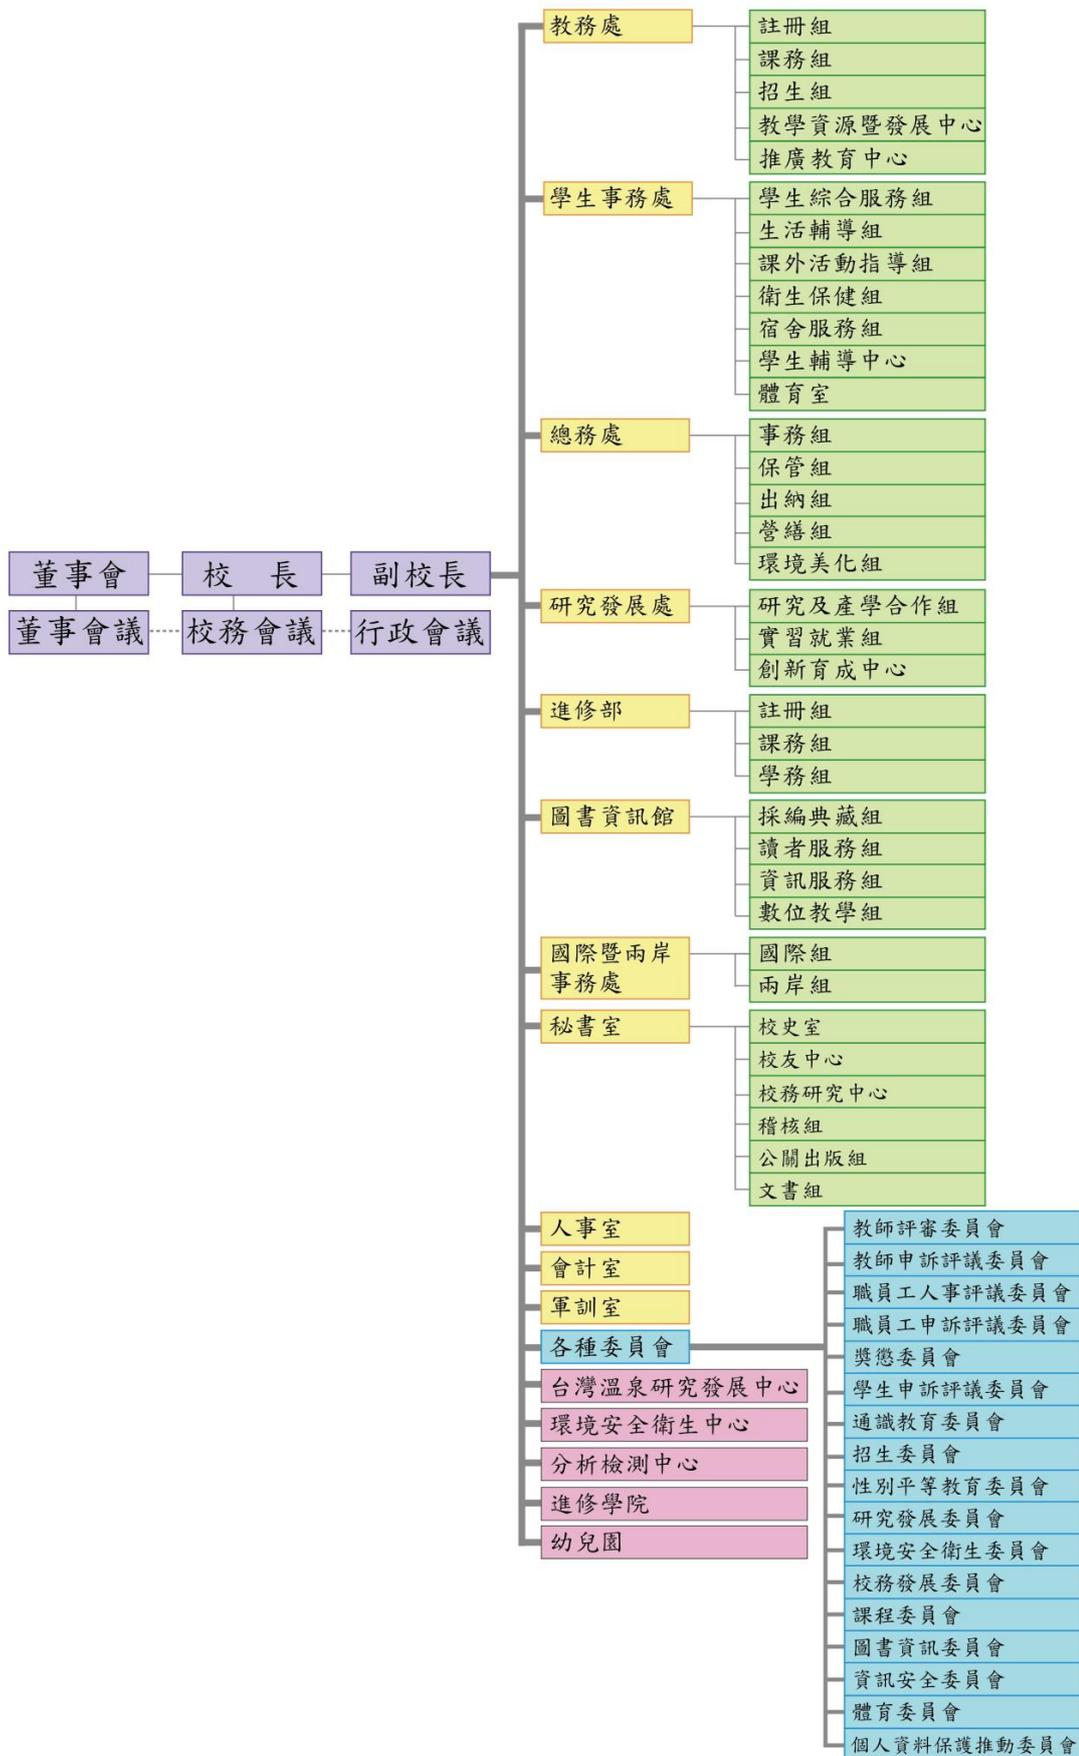 董事會
校　長
副校長
董事會議
校務會議
行政會議
教務處
註冊組
課務組
招生組
教學資源暨發展中心
推廣教育中心
學生事務處
學生綜合服務組
生活輔導組
課外活動指導組
衛生保健組
宿舍服務組
學生輔導中心
體育室
總務處
事務組
保管組
出納組
營繕組
環境美化組
研究發展處
研究及產學合作組
實習就業組
創新育成中心
進修部
註冊組
課務組
學務組
圖書資訊館
採編典藏組
讀者服務組
資訊服務組
數位教學組
國際暨兩岸
事務處
國際組
兩岸組
秘書室
校史室
校友中心
校務研究中心
稽核組
公關出版組
文書組
人事室
會計室
軍訓室
各種委員會
教師評審委員會
教師申訴評議委員會
職員工人事評議委員會
職員工申訴評議委員會
獎懲委員會
學生申訴評議委員會
通識教育委員會
招生委員會
性別平等教育委員會
研究發展委員會
環境安全衛生委員會
校務發展委員會
課程委員會
圖書資訊委員會
資訊安全委員會
體育委員會
個人資料保護推動委員會
台灣溫泉研究發展中心
環境安全衛生中心
分析檢測中心
進修學院
幼兒園